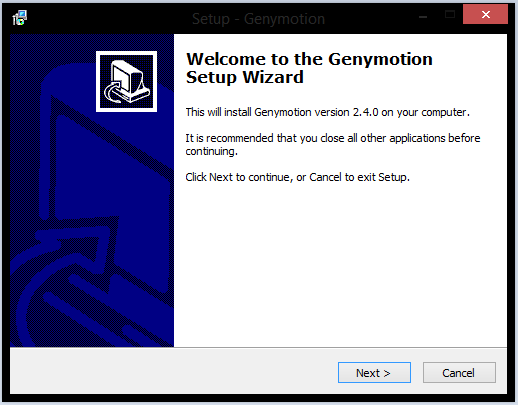 Setup - Genymotion
Welcome to the Genymotion
Setup Wizard
This will install Genymotion version 2.4.0 on your computer.
It is recommended that you close all other applications before
continuing.
Click Next to continue, or Cancel to exit Setup.
Next >
Cancel